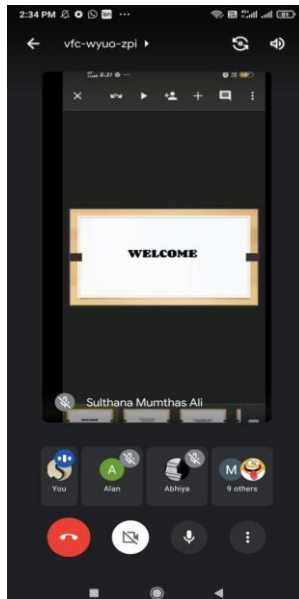 2:34 PM
vfc-wyuo-zpi
WELCOME
Sulthana Mumthas Ali
You
A
Alan
Abhiya
M
9 others